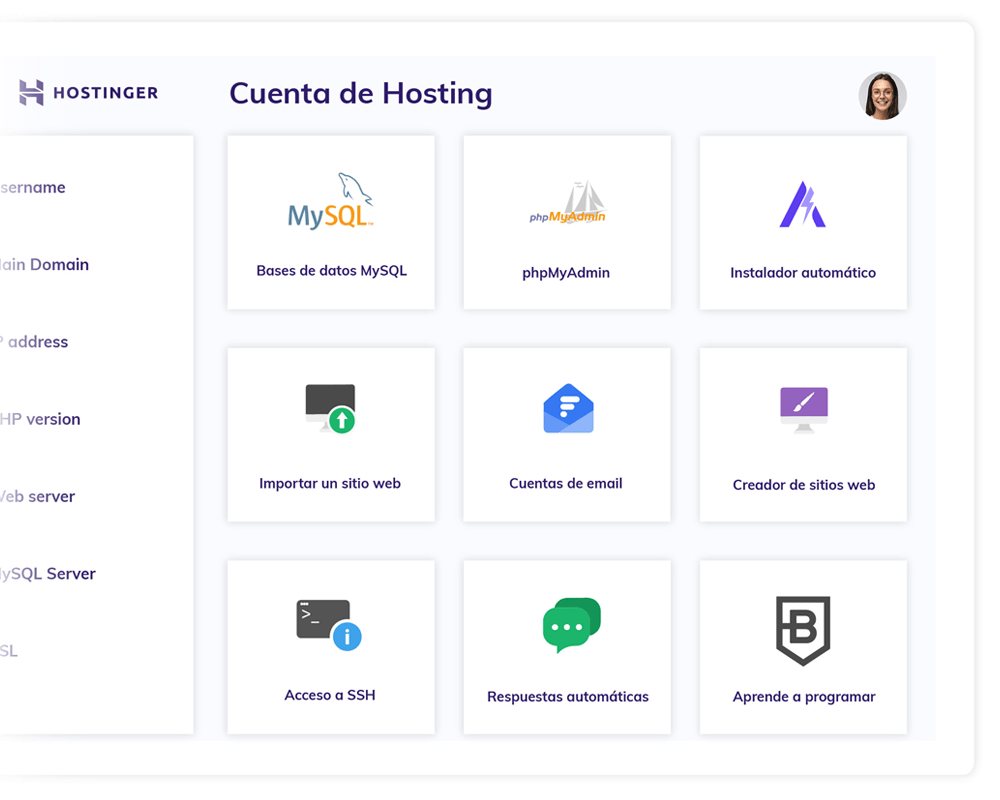 HOSTINGER
Cuenta de Hosting
sername
ain Domain
address
HP version
Web server
MySQL Server
SL
MySQL™
Bases de datos MySQL
phpMyAdmin
phpMyAdmin
Instalador automático
Importar un sitio web
Cuentas de email
Creador de sitios web
>_
i
Acceso a SSH
Respuestas automáticas
B
Aprende a programar